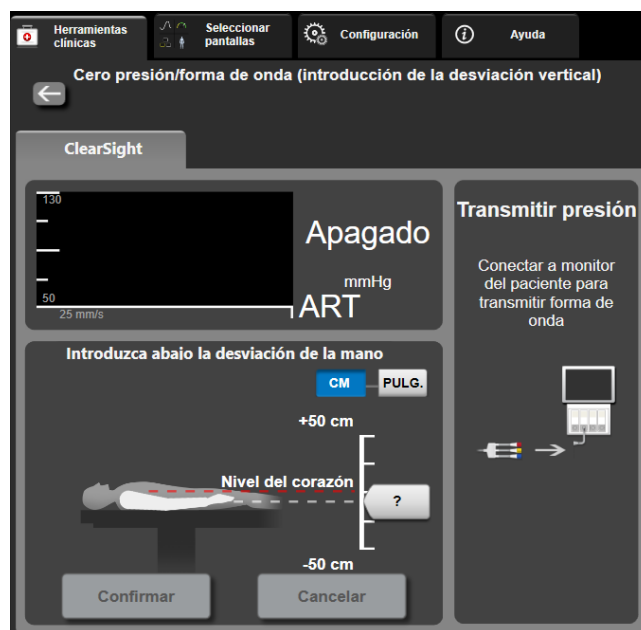 Herramientas
clínicas
Seleccionar
pantallas
Configuración
Ayuda
Cero presión/forma de onda (introducción de la desviación vertical)
ClearSight
130
50
25 mm/s
Apagado
mmHg
ART
Transmitir presión
Conectar a monitor
del paciente para
transmitir forma de
onda
Introduzca abajo la desviación de la mano
CM
PULG.
+50 cm
Nivel del corazón
?
-50 cm
Confirmar
Cancelar